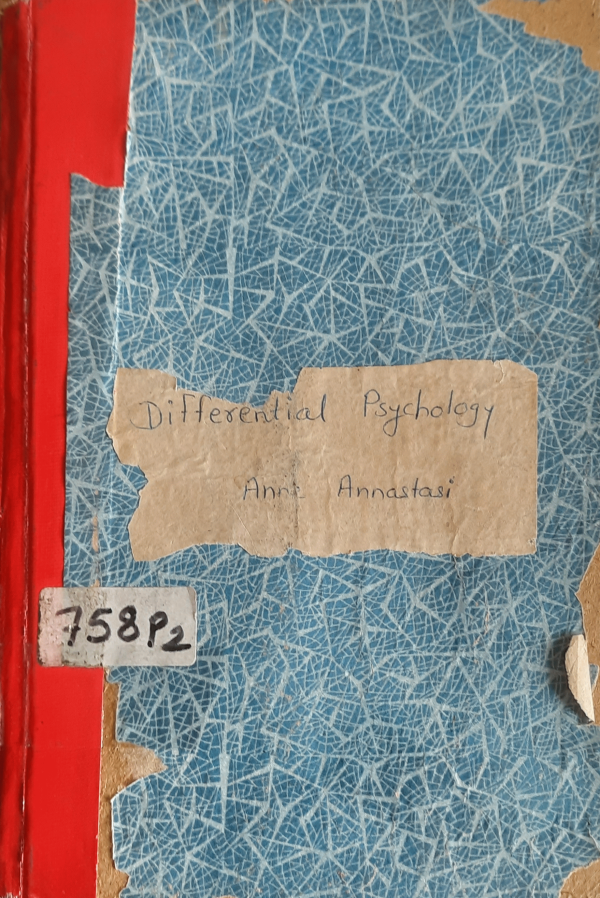 Differential Psychology
Anne Annastasi
758P2